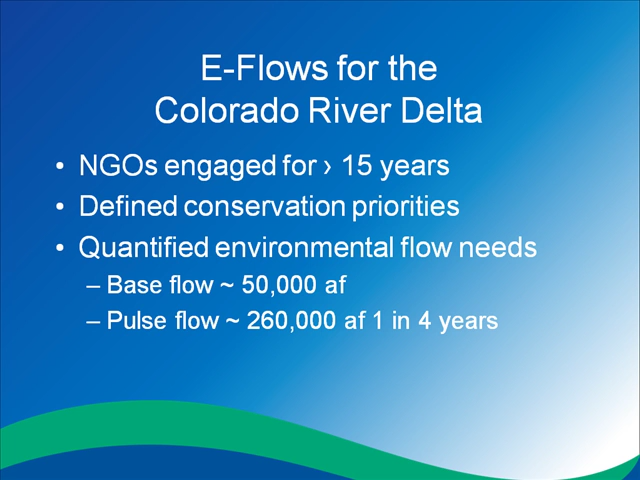 E-Flows for the
Colorado River Delta
• NGOs engaged for › 15 years
• Defined conservation priorities
• Quantified environmental flow needs
– Base flow ~ 50,000 af
– Pulse flow ~ 260,000 af 1 in 4 years